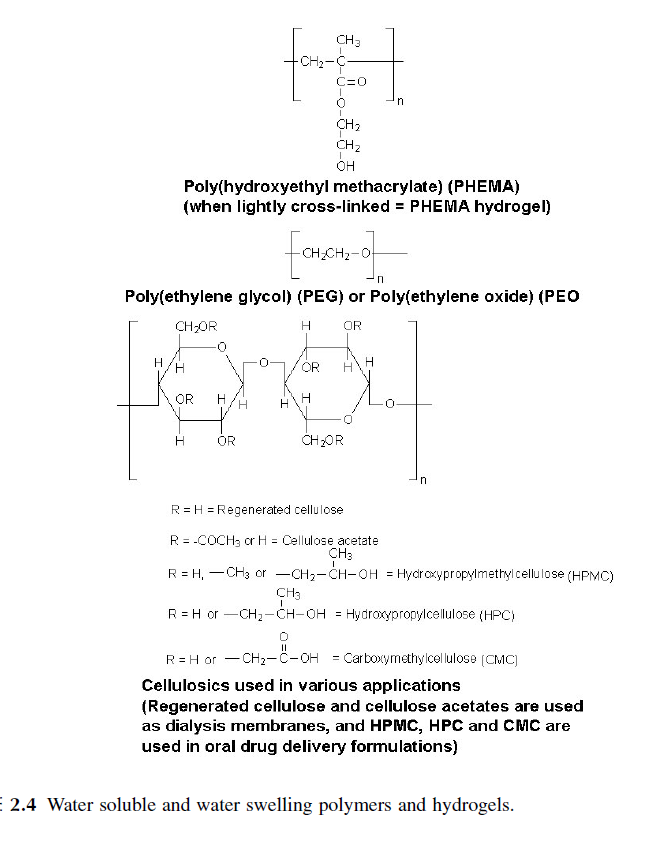 CH3
CH2-C
C=O
O
n
CH2
CH2
OH
Poly(hydroxyethyl methacrylate) (PHEMA)
(when lightly cross-linked = PHEMA hydrogel)
CH2CH2-O
n
Poly(ethylene glycol) (PEG) or Poly(ethylene oxide) (PEO
CH2OR H OR
O
H H O OR H H
OR H H H H O
O
H OR CH2OR
n
R = H = Regenerated cellulose
R = -COCH3 or H = Cellulose acetate
CH3
R = H, —CH3 or —CH2-CH-OH = Hydroxypropylmethylcellulose (HPMC)
CH3
R = H or —CH2-CH-OH = Hydroxypropylcellulose (HPC)
O
R = H or —CH2-C-OH = Carboxymethylcellulose (CMC)
Cellulosics used in various applications
(Regenerated cellulose and cellulose acetates are used
as dialysis membranes, and HPMC, HPC and CMC are
used in oral drug delivery formulations)
2.4 Water soluble and water swelling polymers and hydrogels.